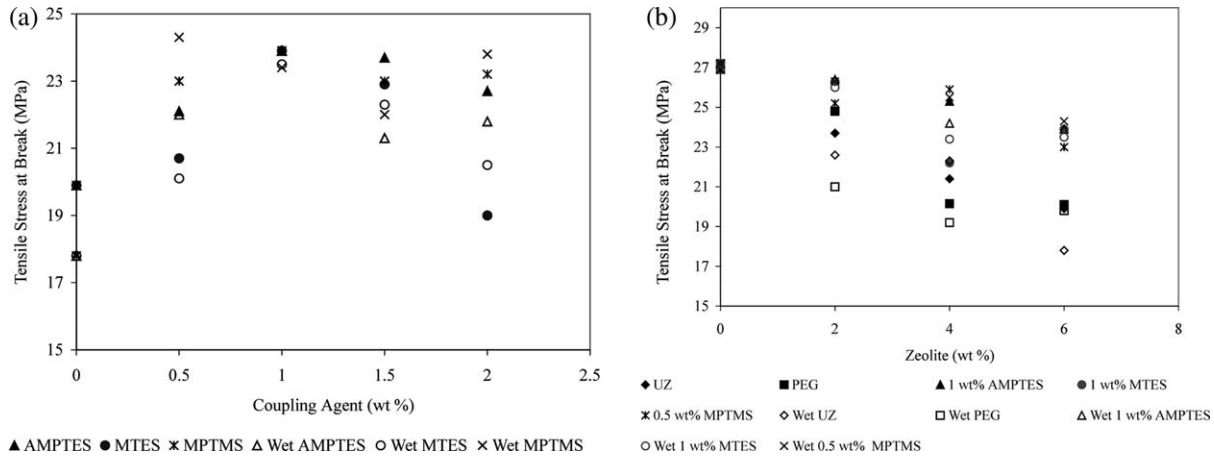 (a)
25
23
21
19
17
15
Tensile Stress at Break (MPa)
0 0.5 1 1.5 2 2.5
Coupling Agent (wt %)
AMPTES MTES MPTMS Wet AMPTES Wet MTES Wet MPTMS
(b)
29
27
25
23
21
19
17
15
Tensile Stress at Break (MPa)
0 2 4 6 8
Zeolite (wt %)
UZ PEG 1 wt% AMPTES 1 wt% MTES
0.5 wt% MPTMS Wet UZ Wet PEG Wet 1 wt% AMPTES
Wet 1 wt% MTES Wet 0.5 wt% MPTMS